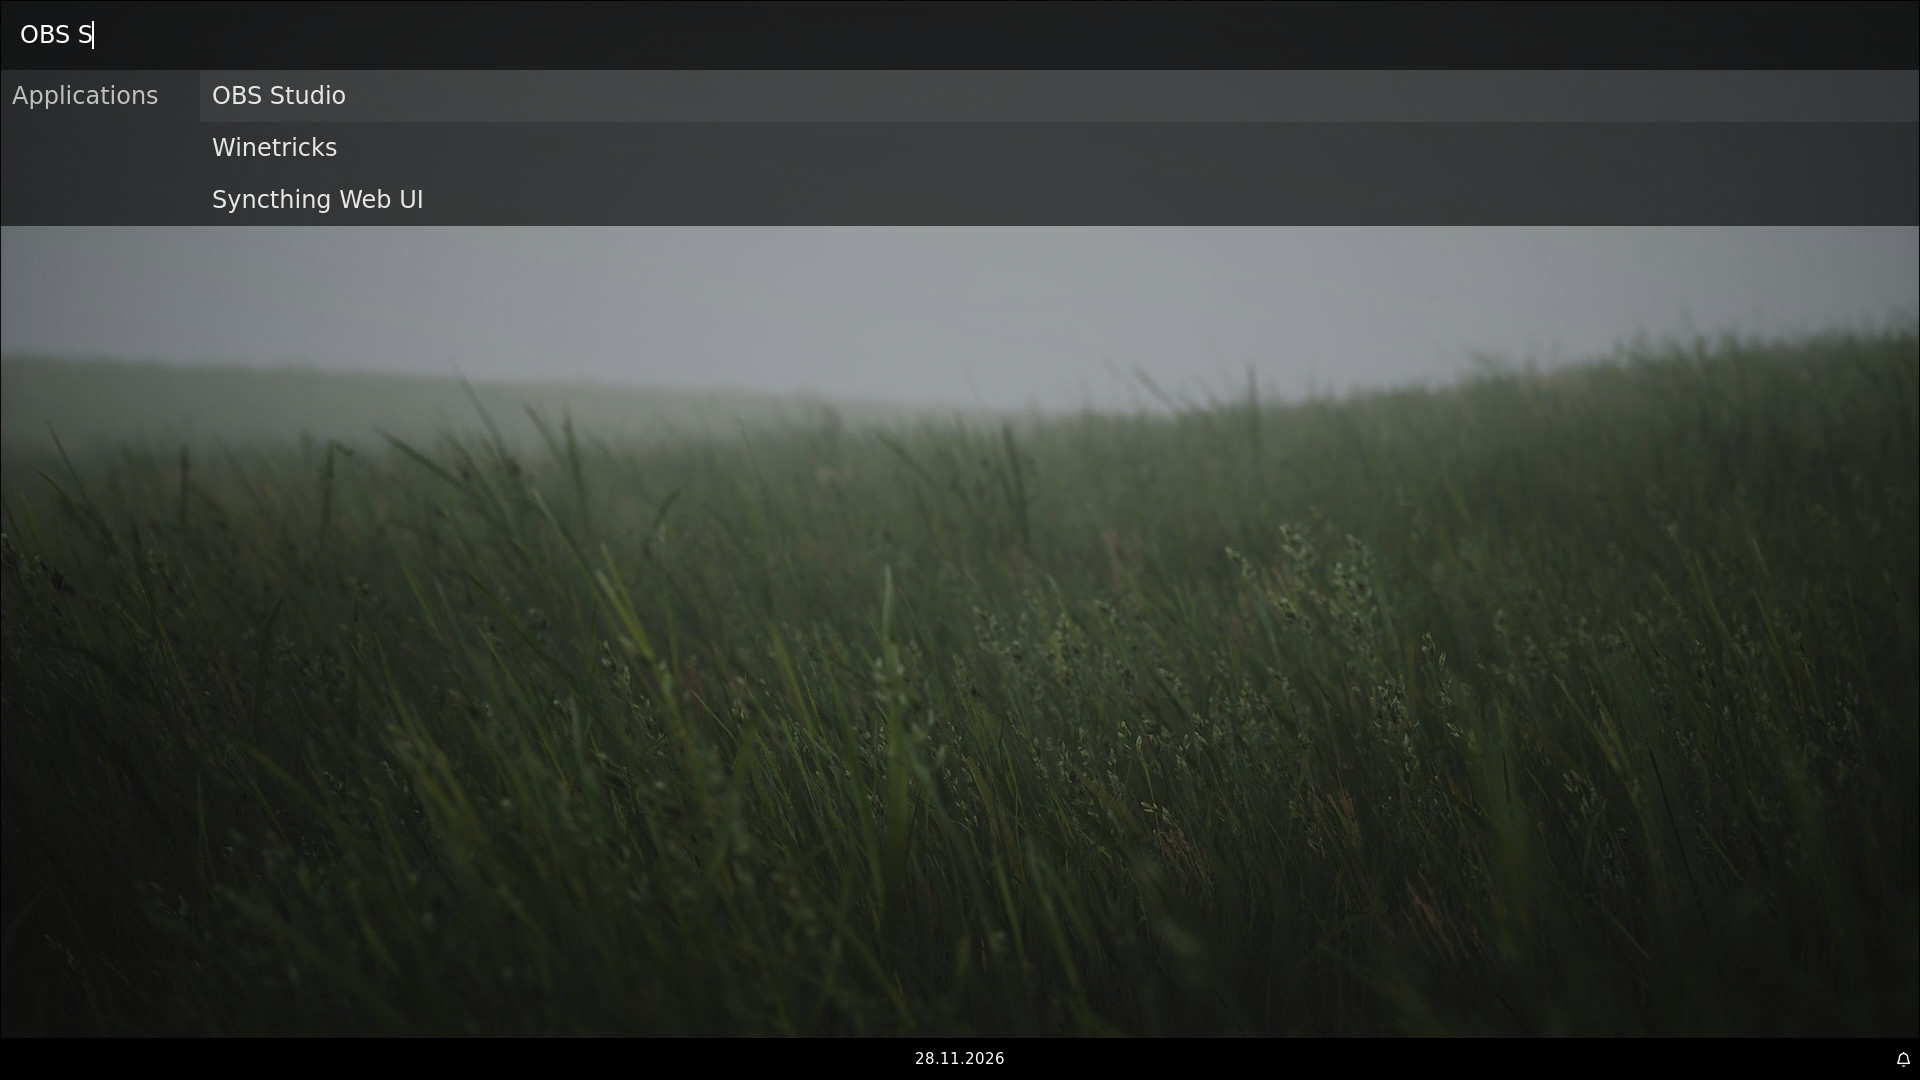 OBS S
Applications
OBS Studio
Winetricks
Syncthing Web UI
28.11.2026